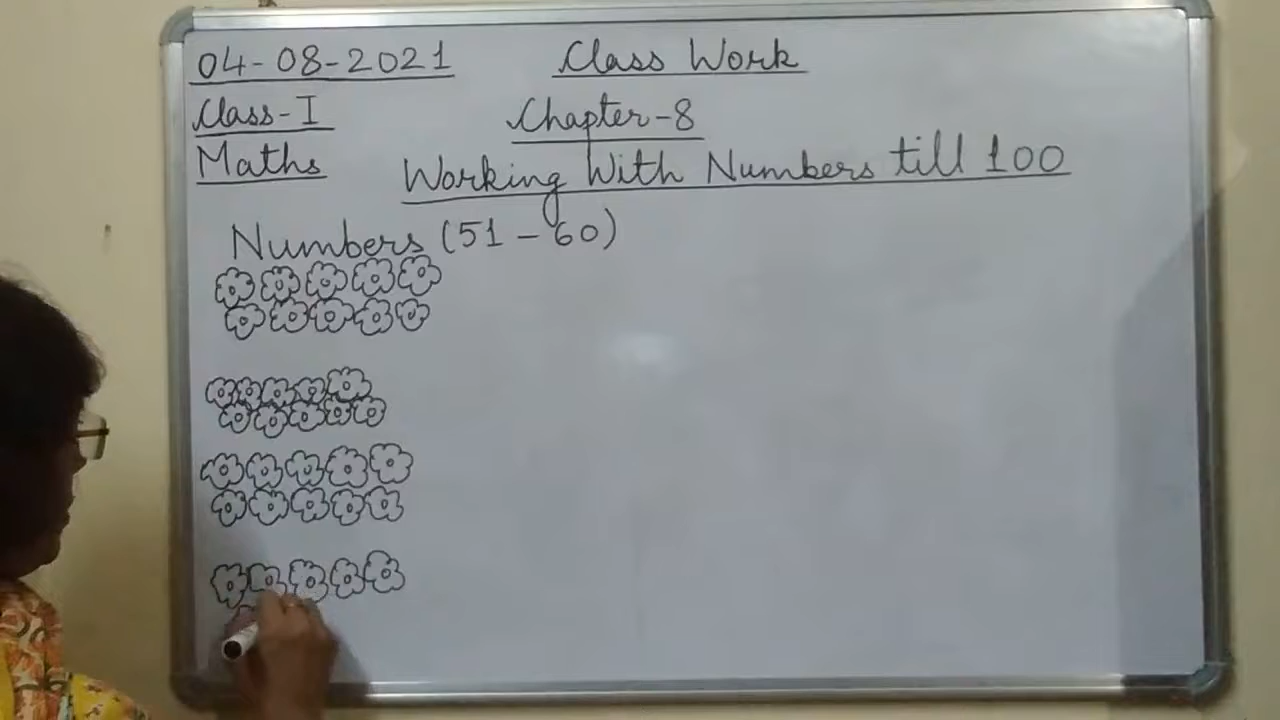 04-08-2021 Class Work
Class-I Chapter-8
Maths Working With Numbers till 100
Numbers (51-60)